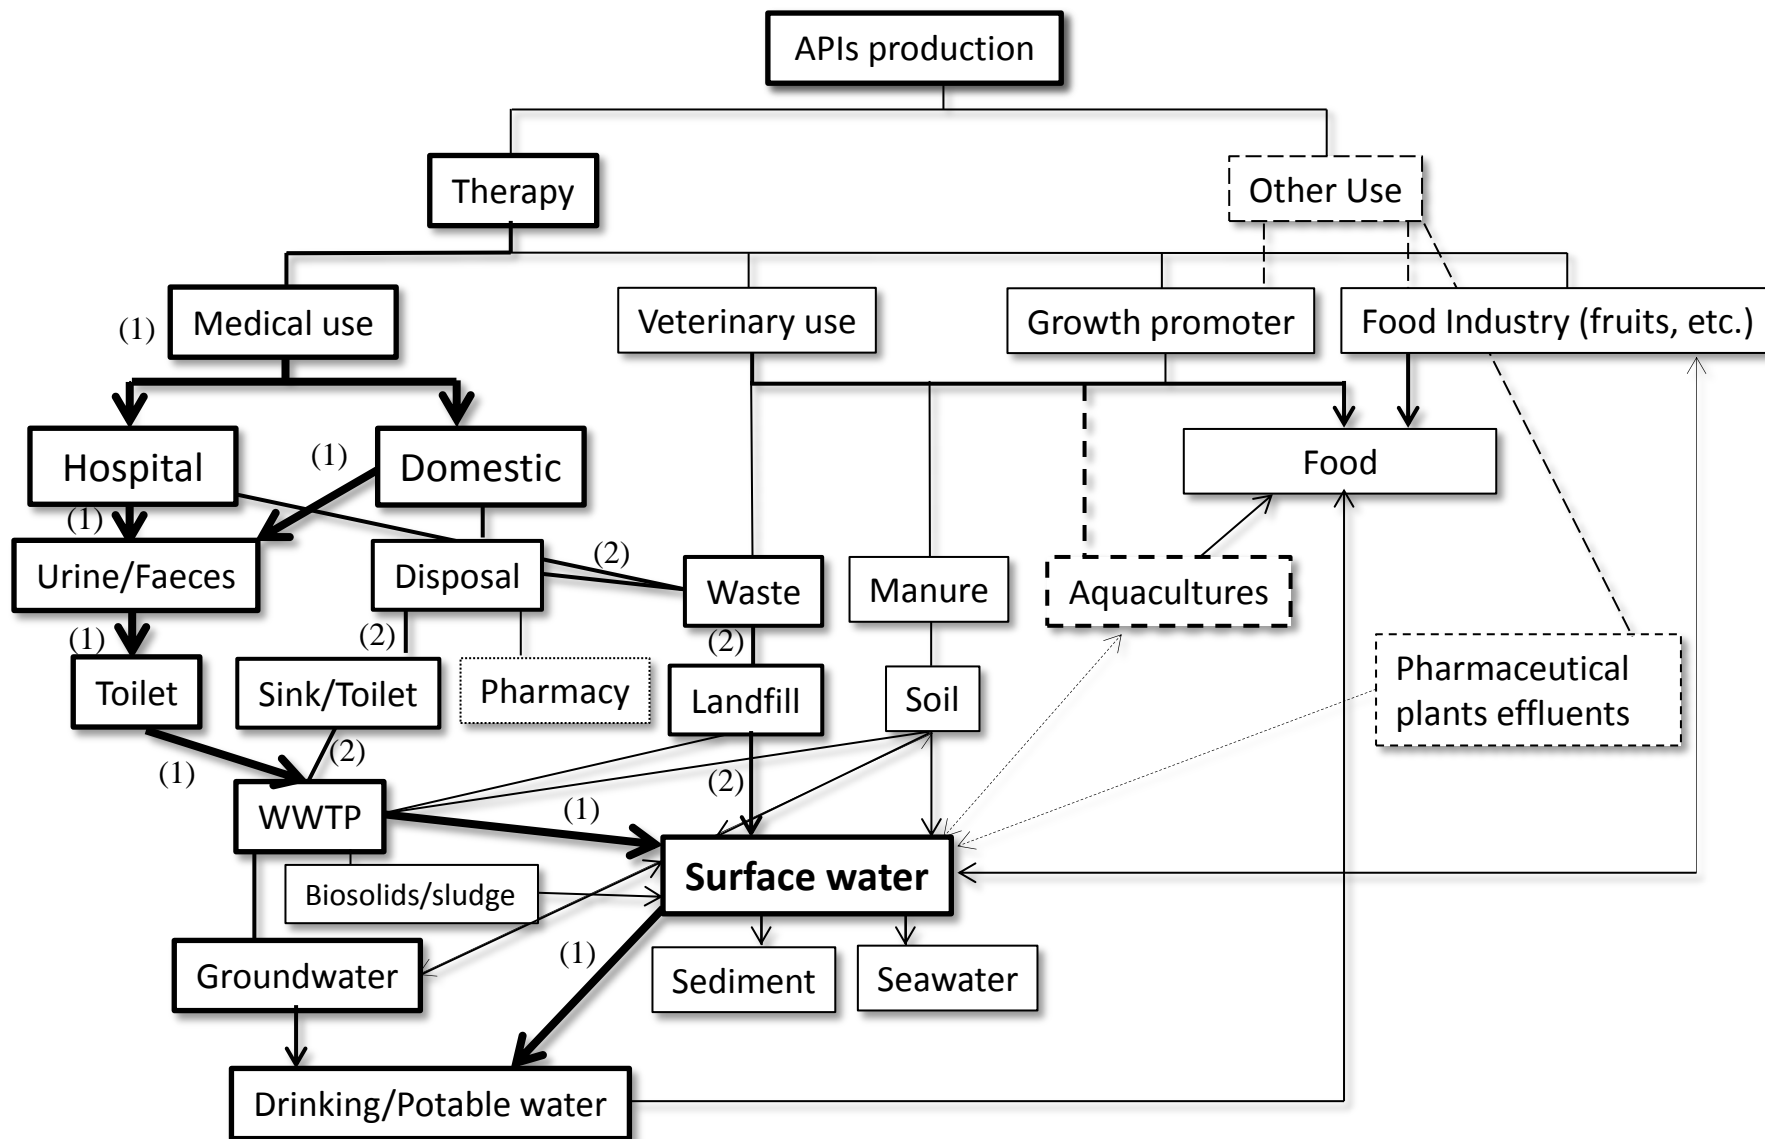 APIs production
Therapy
Other Use
(1)
Medical use
Veterinary use
Growth promoter
Food Industry (fruits, etc.)
Hospital
(1)
Domestic
Food
(1)
(2)
Urine/Faeces
Disposal
Waste
Manure
Aquacultures
(1)
(2)
(2)
Toilet
Sink/Toilet
Pharmacy
Landfill
Soil
Pharmaceutical
plants effluents
(1)
(2)
(2)
WWTP
(1)
Surface water
Biosolids/sludge
Groundwater
(1)
Sediment
Seawater
Drinking/Potable water